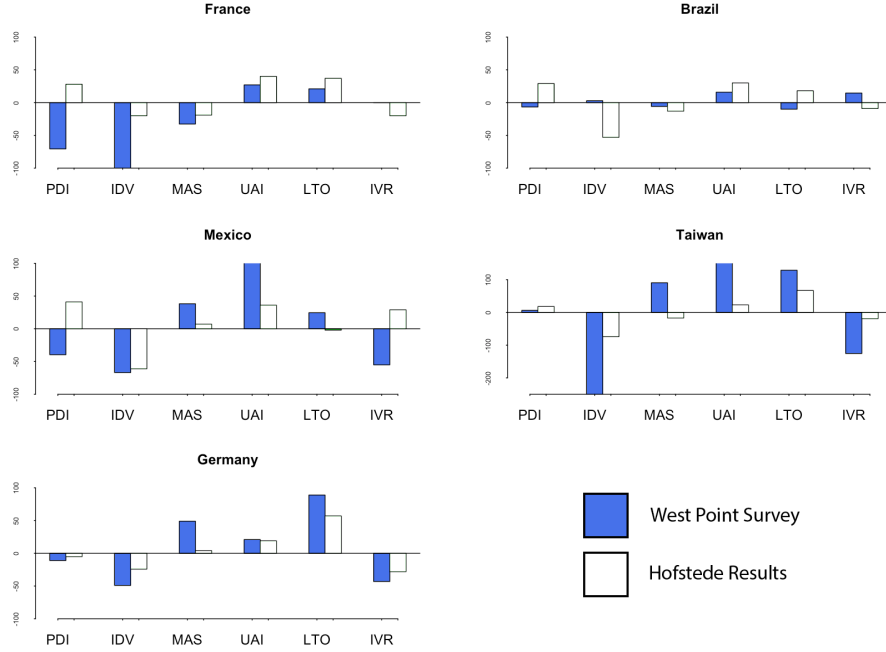 France
100
50
0
-50
-100
PDI IDV MAS UAI LTO IVR
Brazil
100
50
0
-50
-100
PDI IDV MAS UAI LTO IVR
Mexico
100
50
0
-50
-100
PDI IDV MAS UAI LTO IVR
Taiwan
100
0
-100
-200
PDI IDV MAS UAI LTO IVR
Germany
100
50
0
-50
-100
PDI IDV MAS UAI LTO IVR
West Point Survey
Hofstede Results